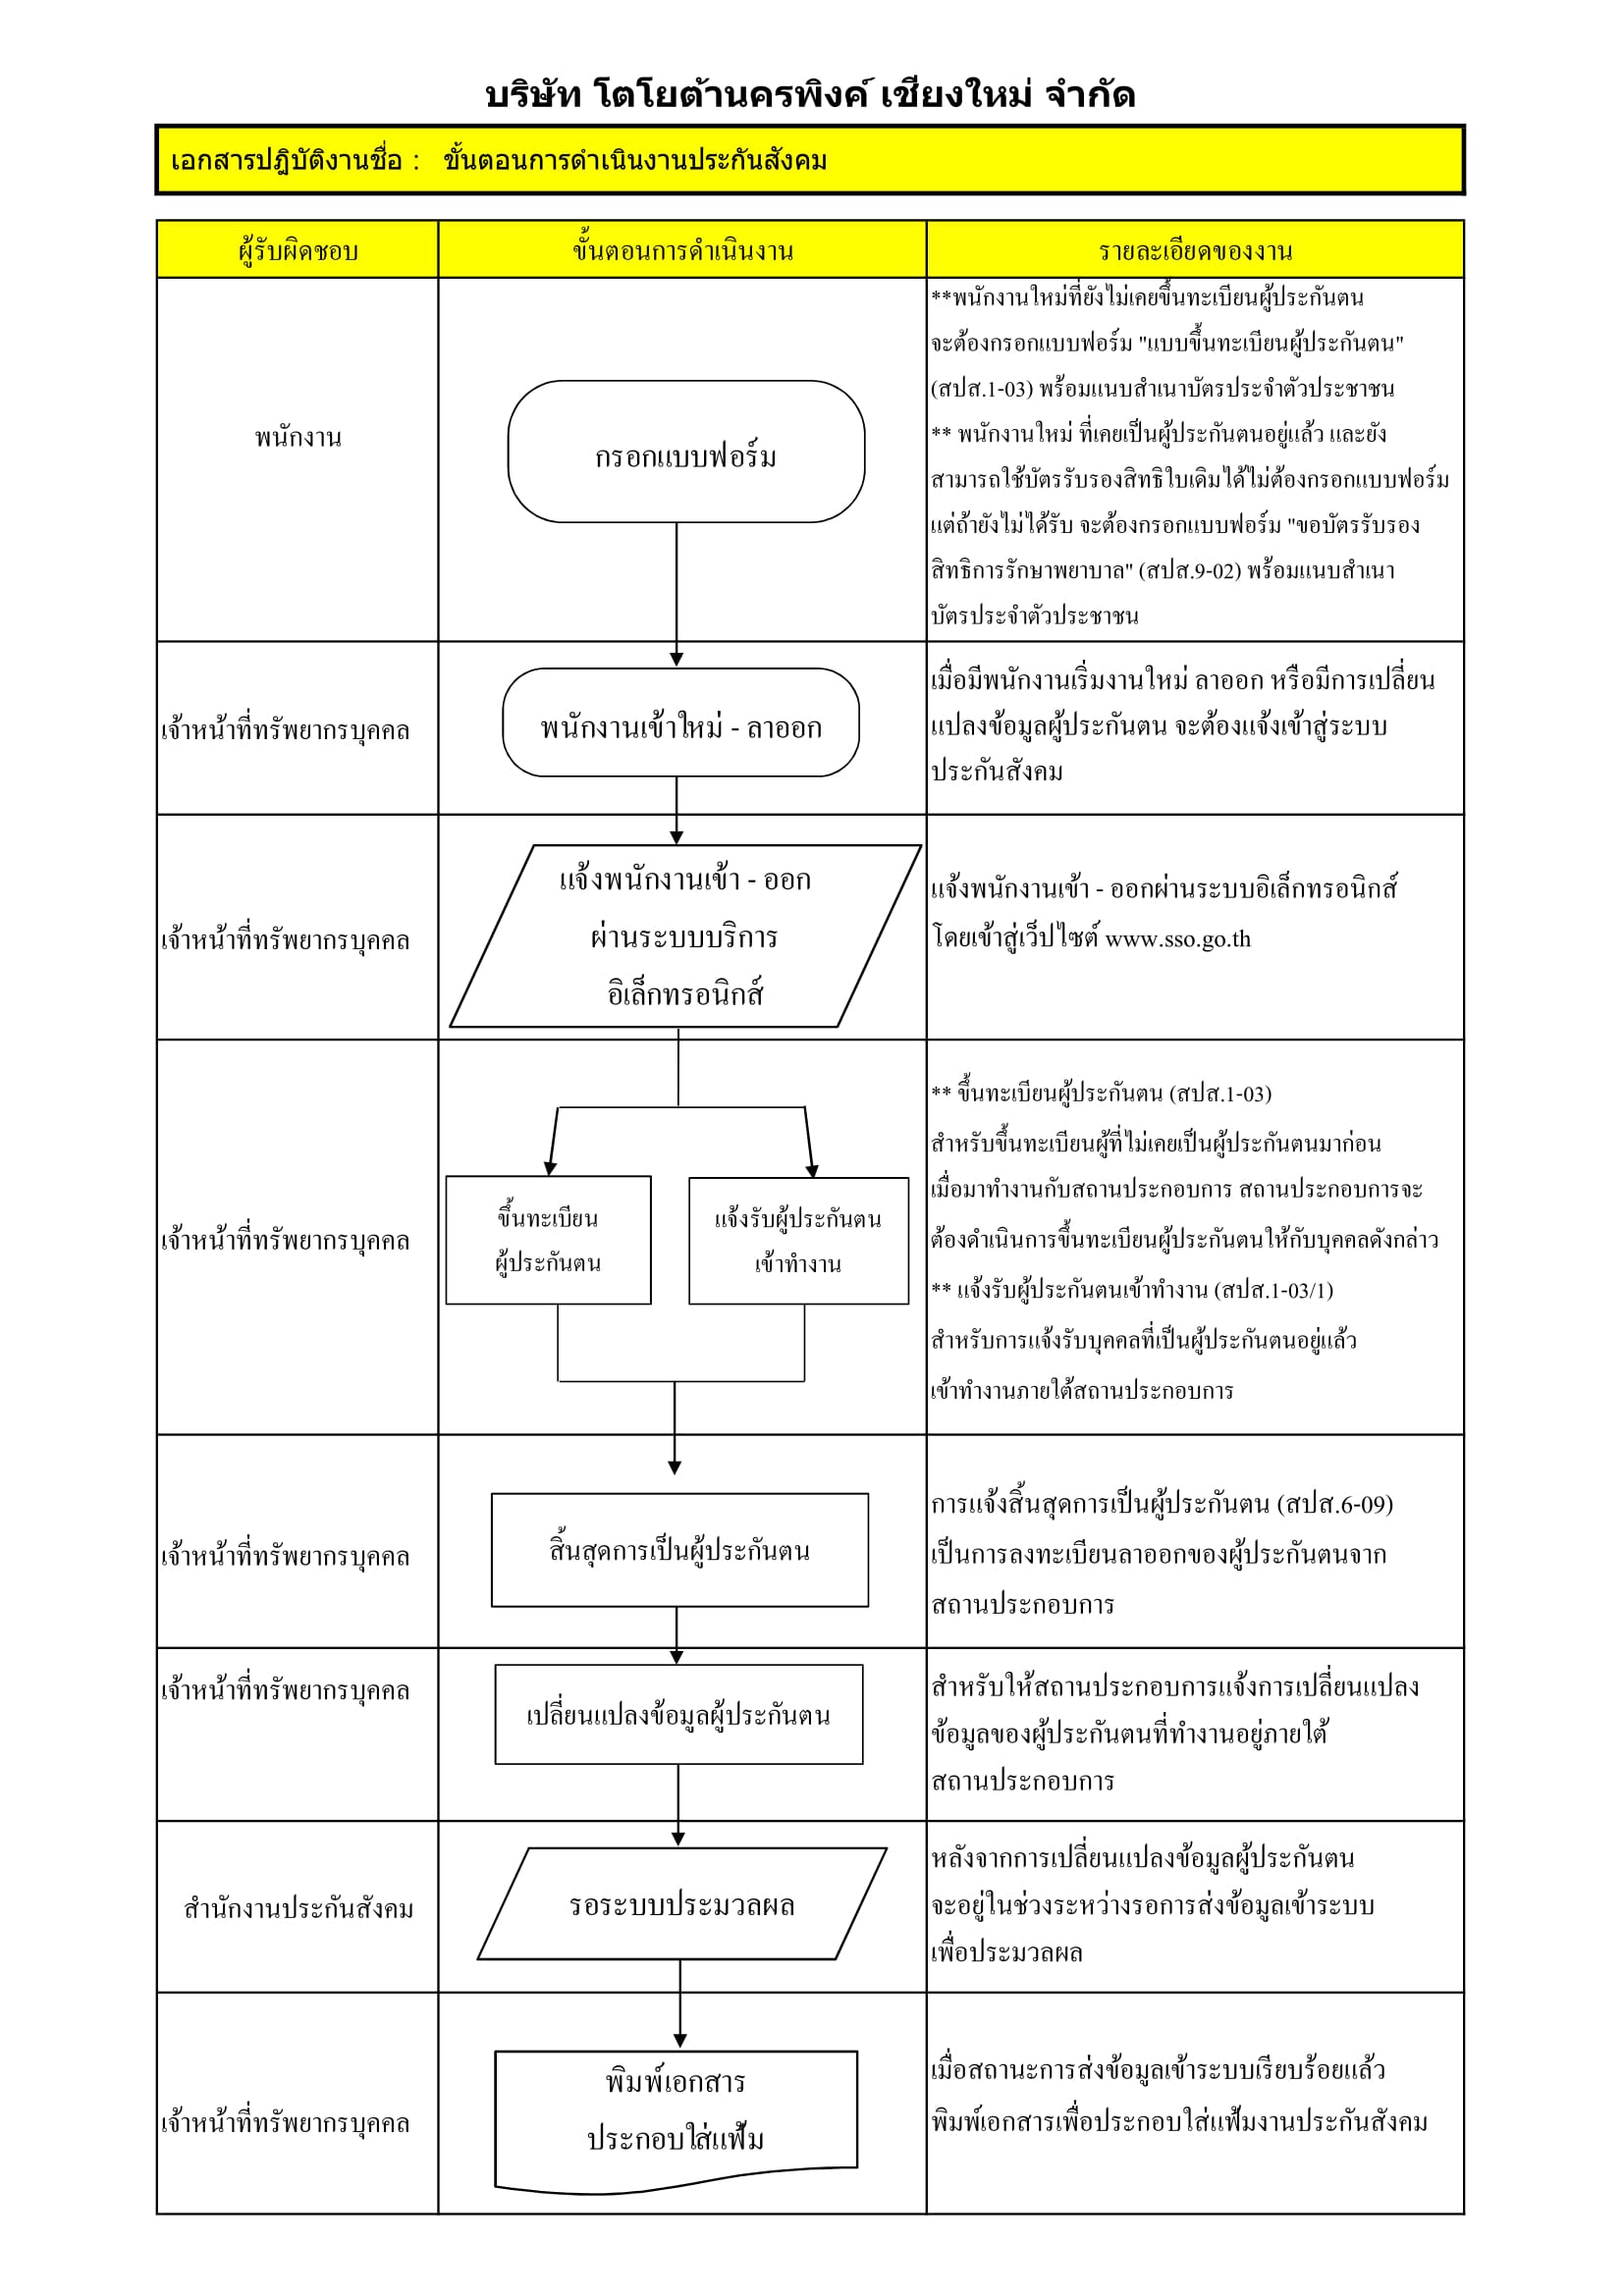 บริษัท โตโยต้านครพิงค์ เชียงใหม่ จำกัด
เอกสารปฎิบัติงานชื่อ : ขั้นตอนการดำเนินงานประกันสังคม
ผู้รับผิดชอบ
ขั้นตอนการดำเนินงาน
รายละเอียดของงาน
พนักงาน
กรอกแบบฟอร์ม
**พนักงานใหม่ที่ยังไม่เคยขึ้นทะเบียนผู้ประกันตน
จะต้องกรอกแบบฟอร์ม "แบบขึ้นทะเบียนผู้ประกันตน"
(สปส.1-03) พร้อมแนบสำเนาบัตรประจำตัวประชาชน
** พนักงานใหม่ ที่เคยเป็นผู้ประกันตนอยู่แล้ว และยัง
สามารถใช้บัตรรับรองสิทธิใบเดิมได้ไม่ต้องกรอกแบบฟอร์ม
แต่ถ้ายังไม่ได้รับ จะต้องกรอกแบบฟอร์ม "ขอบัตรรับรอง
สิทธิการรักษาพยาบาล" (สปส.9-02) พร้อมแนบสำเนา
บัตรประจำตัวประชาชน
เจ้าหน้าที่ทรัพยากรบุคคล
พนักงานเข้าใหม่ - ลาออก
เมื่อมีพนักงานเริ่มงานใหม่ ลาออก หรือมีการเปลี่ยน
แปลงข้อมูลผู้ประกันตน จะต้องแจ้งเข้าสู่ระบบ
ประกันสังคม
เจ้าหน้าที่ทรัพยากรบุคคล
แจ้งพนักงานเข้า - ออก
ผ่านระบบบริการ
อิเล็กทรอนิกส์
แจ้งพนักงานเข้า - ออกผ่านระบบอิเล็กทรอนิกส์
โดยเข้าสู่เว็ปไซต์ www.sso.go.th
เจ้าหน้าที่ทรัพยากรบุคคล
ขึ้นทะเบียน
ผู้ประกันตน
แจ้งรับผู้ประกันตน
เข้าทำงาน
** ขึ้นทะเบียนผู้ประกันตน (สปส.1-03)
สำหรับขึ้นทะเบียนผู้ที่ไม่เคยเป็นผู้ประกันตนมาก่อน
เมื่อมาทำงานกับสถานประกอบการ สถานประกอบการจะ
ต้องดำเนินการขึ้นทะเบียนผู้ประกันตนให้กับบุคคลดังกล่าว
** แจ้งรับผู้ประกันตนเข้าทำงาน (สปส.1-03/1)
สำหรับการแจ้งรับบุคคลที่เป็นผู้ประกันตนอยู่แล้ว
เข้าทำงานภายใต้สถานประกอบการ
เจ้าหน้าที่ทรัพยากรบุคคล
สิ้นสุดการเป็นผู้ประกันตน
การแจ้งสิ้นสุดการเป็นผู้ประกันตน (สปส.6-09)
เป็นการลงทะเบียนลาออกของผู้ประกันตนจาก
สถานประกอบการ
เจ้าหน้าที่ทรัพยากรบุคคล
เปลี่ยนแปลงข้อมูลผู้ประกันตน
สำหรับให้สถานประกอบการแจ้งการเปลี่ยนแปลง
ข้อมูลของผู้ประกันตนที่ทำงานอยู่ภายใต้
สถานประกอบการ
สำนักงานประกันสังคม
รอระบบประมวลผล
หลังจากการเปลี่ยนแปลงข้อมูลผู้ประกันตน
จะอยู่ในช่วงระหว่างรอการส่งข้อมูลเข้าระบบ
เพื่อประมวลผล
เจ้าหน้าที่ทรัพยากรบุคคล
พิมพ์เอกสาร
ประกอบใส่แฟ้ม
เมื่อสถานะการส่งข้อมูลเข้าระบบเรียบร้อยแล้ว
พิมพ์เอกสารเพื่อประกอบใส่แฟ้มงานประกันสังคม